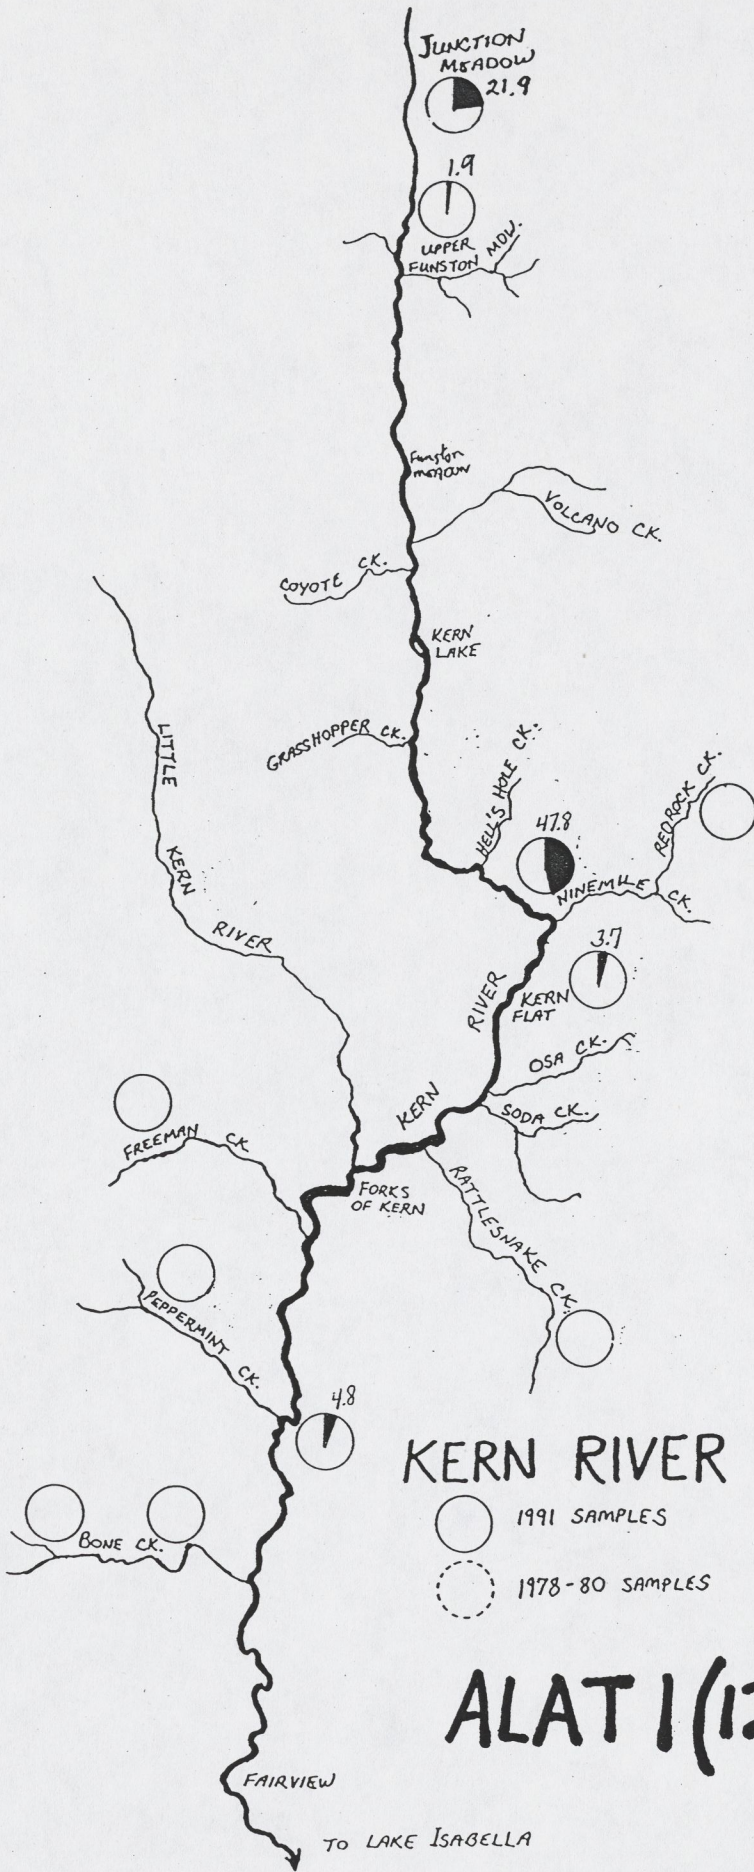 JUNCTION
MEADOW
21.9
1.9
UPPER
FUNSTON MDW.
Funston
MEADOW
VOLCANO CK.
COYOTE CK.
KERN
LAKE
LITTLE
KERN
RIVER
GRASSHOPPER CK.
HELL'S HOLE CK.
REDROCK CK.
47.8
NINEMILE CK.
3.7
KERN
FLAT
RIVER
KERN
OSA CK.
SODA CK.
FREEMAN CK
FORKS
OF KERN
RATTLESNAKE CK.
PEPPERMINT CK.
4.8
KERN RIVER
1991 SAMPLES
1978-80 SAMPLES
BONE CK.
ALAT 1 (1
FAIRVIEW
TO LAKE ISABELLA